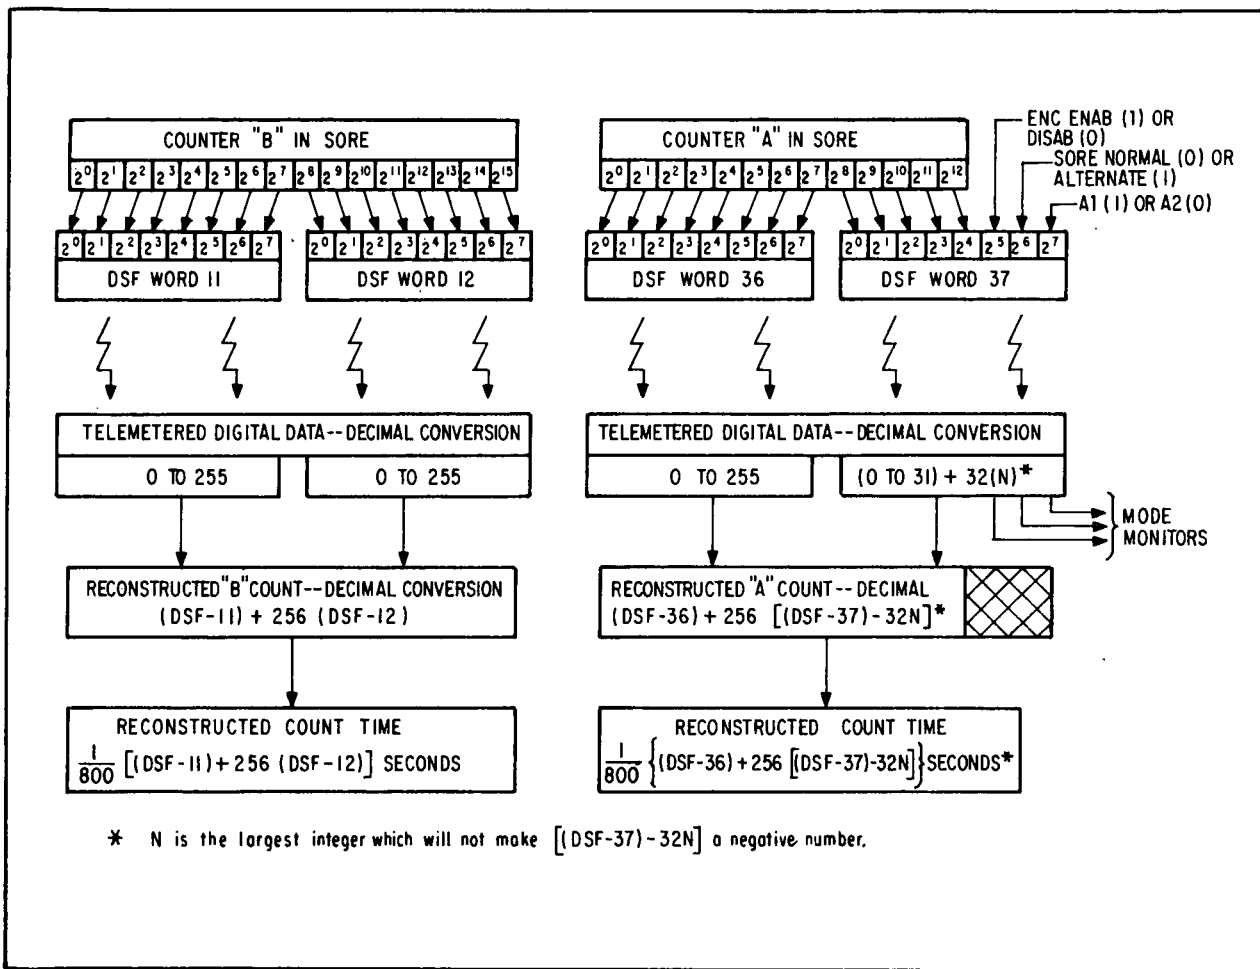 COUNTER "B" IN SORE
2⁰ 2¹ 2² 2³ 2⁴ 2⁵ 2⁶ 2⁷ 2⁸ 2⁹ 2¹⁰ 2¹¹ 2¹² 2¹³ 2¹⁴ 2¹⁵
2⁰ 2¹ 2² 2³ 2⁴ 2⁵ 2⁶ 2⁷
DSF WORD 11
2⁰ 2¹ 2² 2³ 2⁴ 2⁵ 2⁶ 2⁷
DSF WORD 12
TELEMETERED DIGITAL DATA--DECIMAL CONVERSION
0 TO 255
0 TO 255
RECONSTRUCTED "B" COUNT--DECIMAL CONVERSION
(DSF-11) + 256 (DSF-12)
RECONSTRUCTED COUNT TIME
1/800 [(DSF-11) + 256 (DSF-12)] SECONDS
COUNTER "A" IN SORE
2⁰ 2¹ 2² 2³ 2⁴ 2⁵ 2⁶ 2⁷ 2⁸ 2⁹ 2¹⁰ 2¹¹ 2¹²
ENC ENAB (1) OR
DISAB (0)
SORE NORMAL (0) OR
ALTERNATE (1)
A1 (1) OR A2 (0)
2⁰ 2¹ 2² 2³ 2⁴ 2⁵ 2⁶ 2⁷
DSF WORD 36
2⁰ 2¹ 2² 2³ 2⁴ 2⁵ 2⁶ 2⁷
DSF WORD 37
TELEMETERED DIGITAL DATA--DECIMAL CONVERSION
0 TO 255
(0 TO 31) + 32(N)*
MODE
MONITORS
RECONSTRUCTED "A" COUNT--DECIMAL
(DSF-36) + 256 [(DSF-37)-32N]*
RECONSTRUCTED COUNT TIME
1/800 {(DSF-36) + 256 [(DSF-37)-32N]} SECONDS*
* N is the largest integer which will not make [(DSF-37)-32N] a negative number.